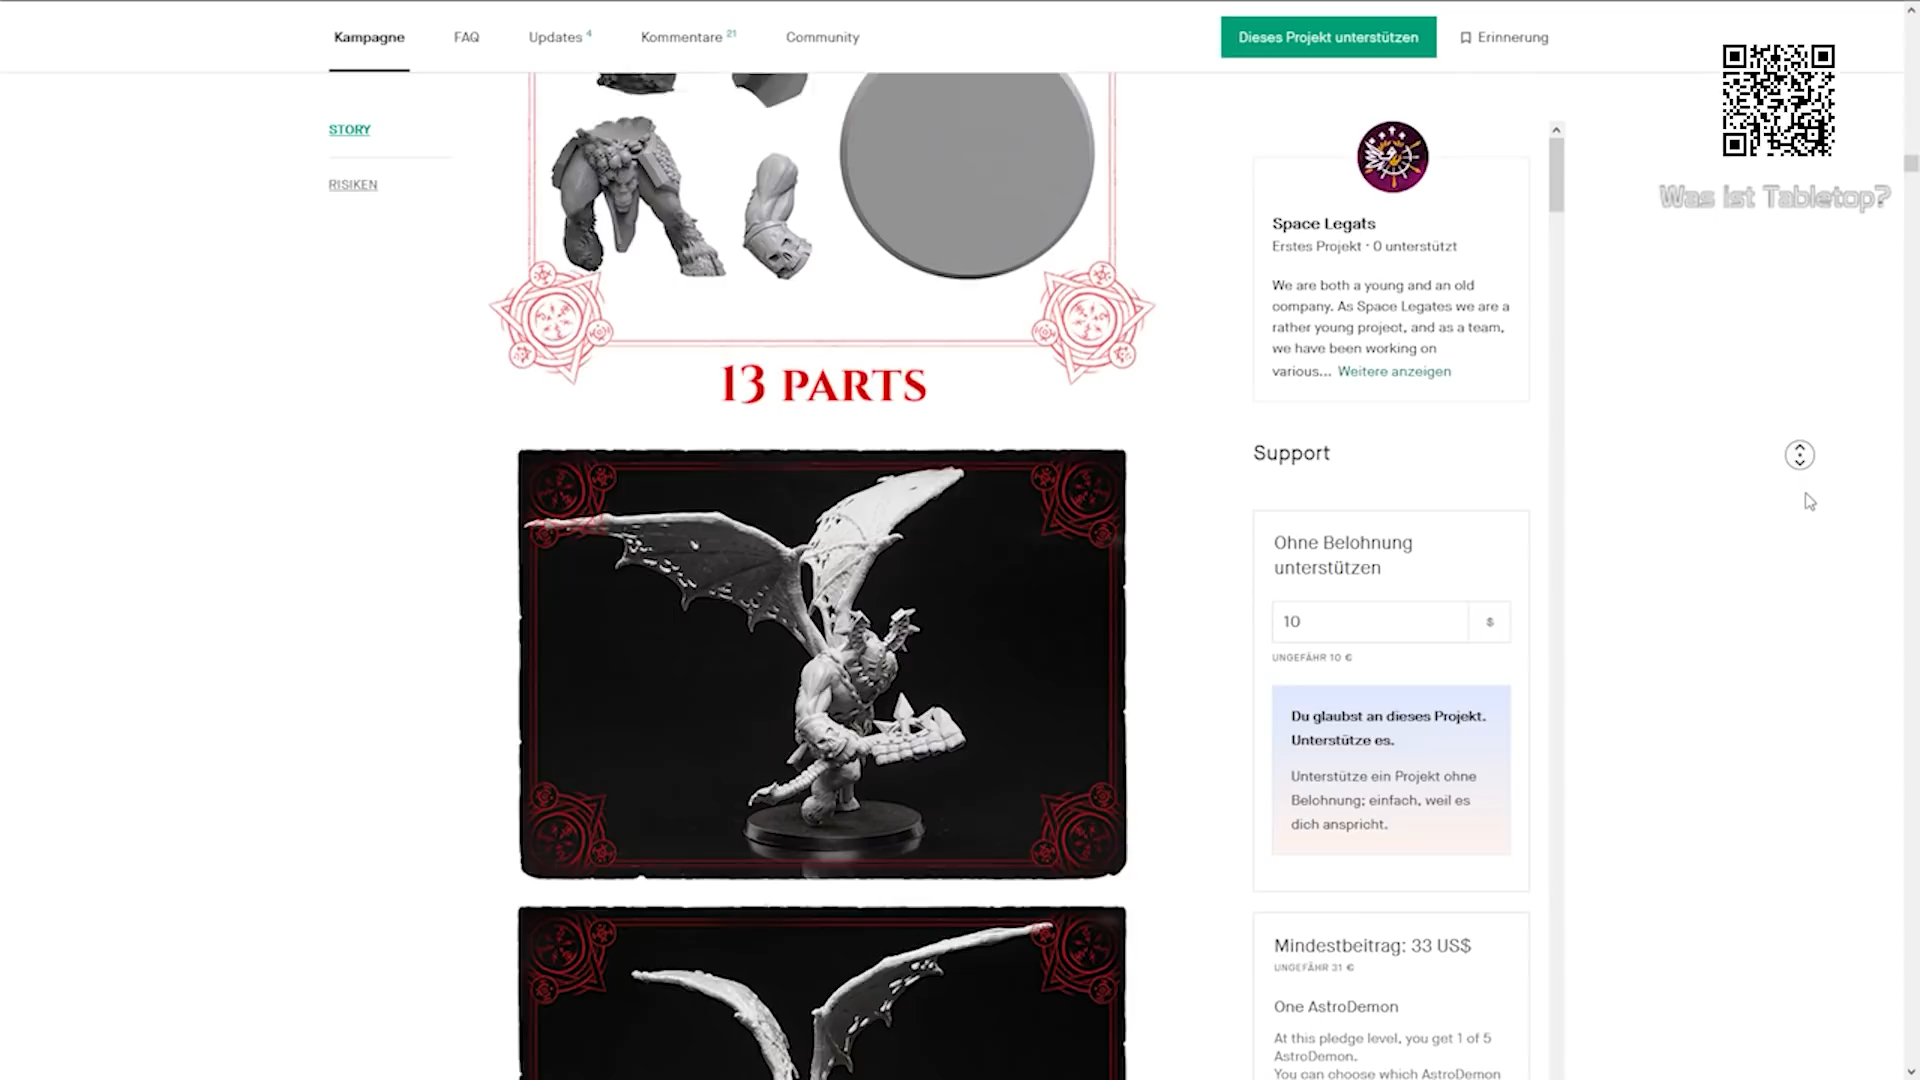 Kampagne
FAQ
Updates 4
Kommentare 21
Community
Dieses Projekt unterstützen
Erinnerung
Was ist Tabletop?
STORY
RISIKEN
13 PARTS
Space Legats
Erstes Projekt · 0 unterstützt
We are both a young and an old
company. As Space Legates we are a
rather young project, and as a team,
we have been working on
various... Weitere anzeigen
Support
Ohne Belohnung
unterstützen
10 $
UNGEFÄHR 10 €
Du glaubst an dieses Projekt.
Unterstütze es.
Unterstütze ein Projekt ohne
Belohnung; einfach, weil es
dich anspricht.
Mindestbeitrag: 33 US$
UNGEFÄHR 31 €
One AstroDemon
At this pledge level, you get 1 of 5
AstroDemon.
You can choose which AstroDemon